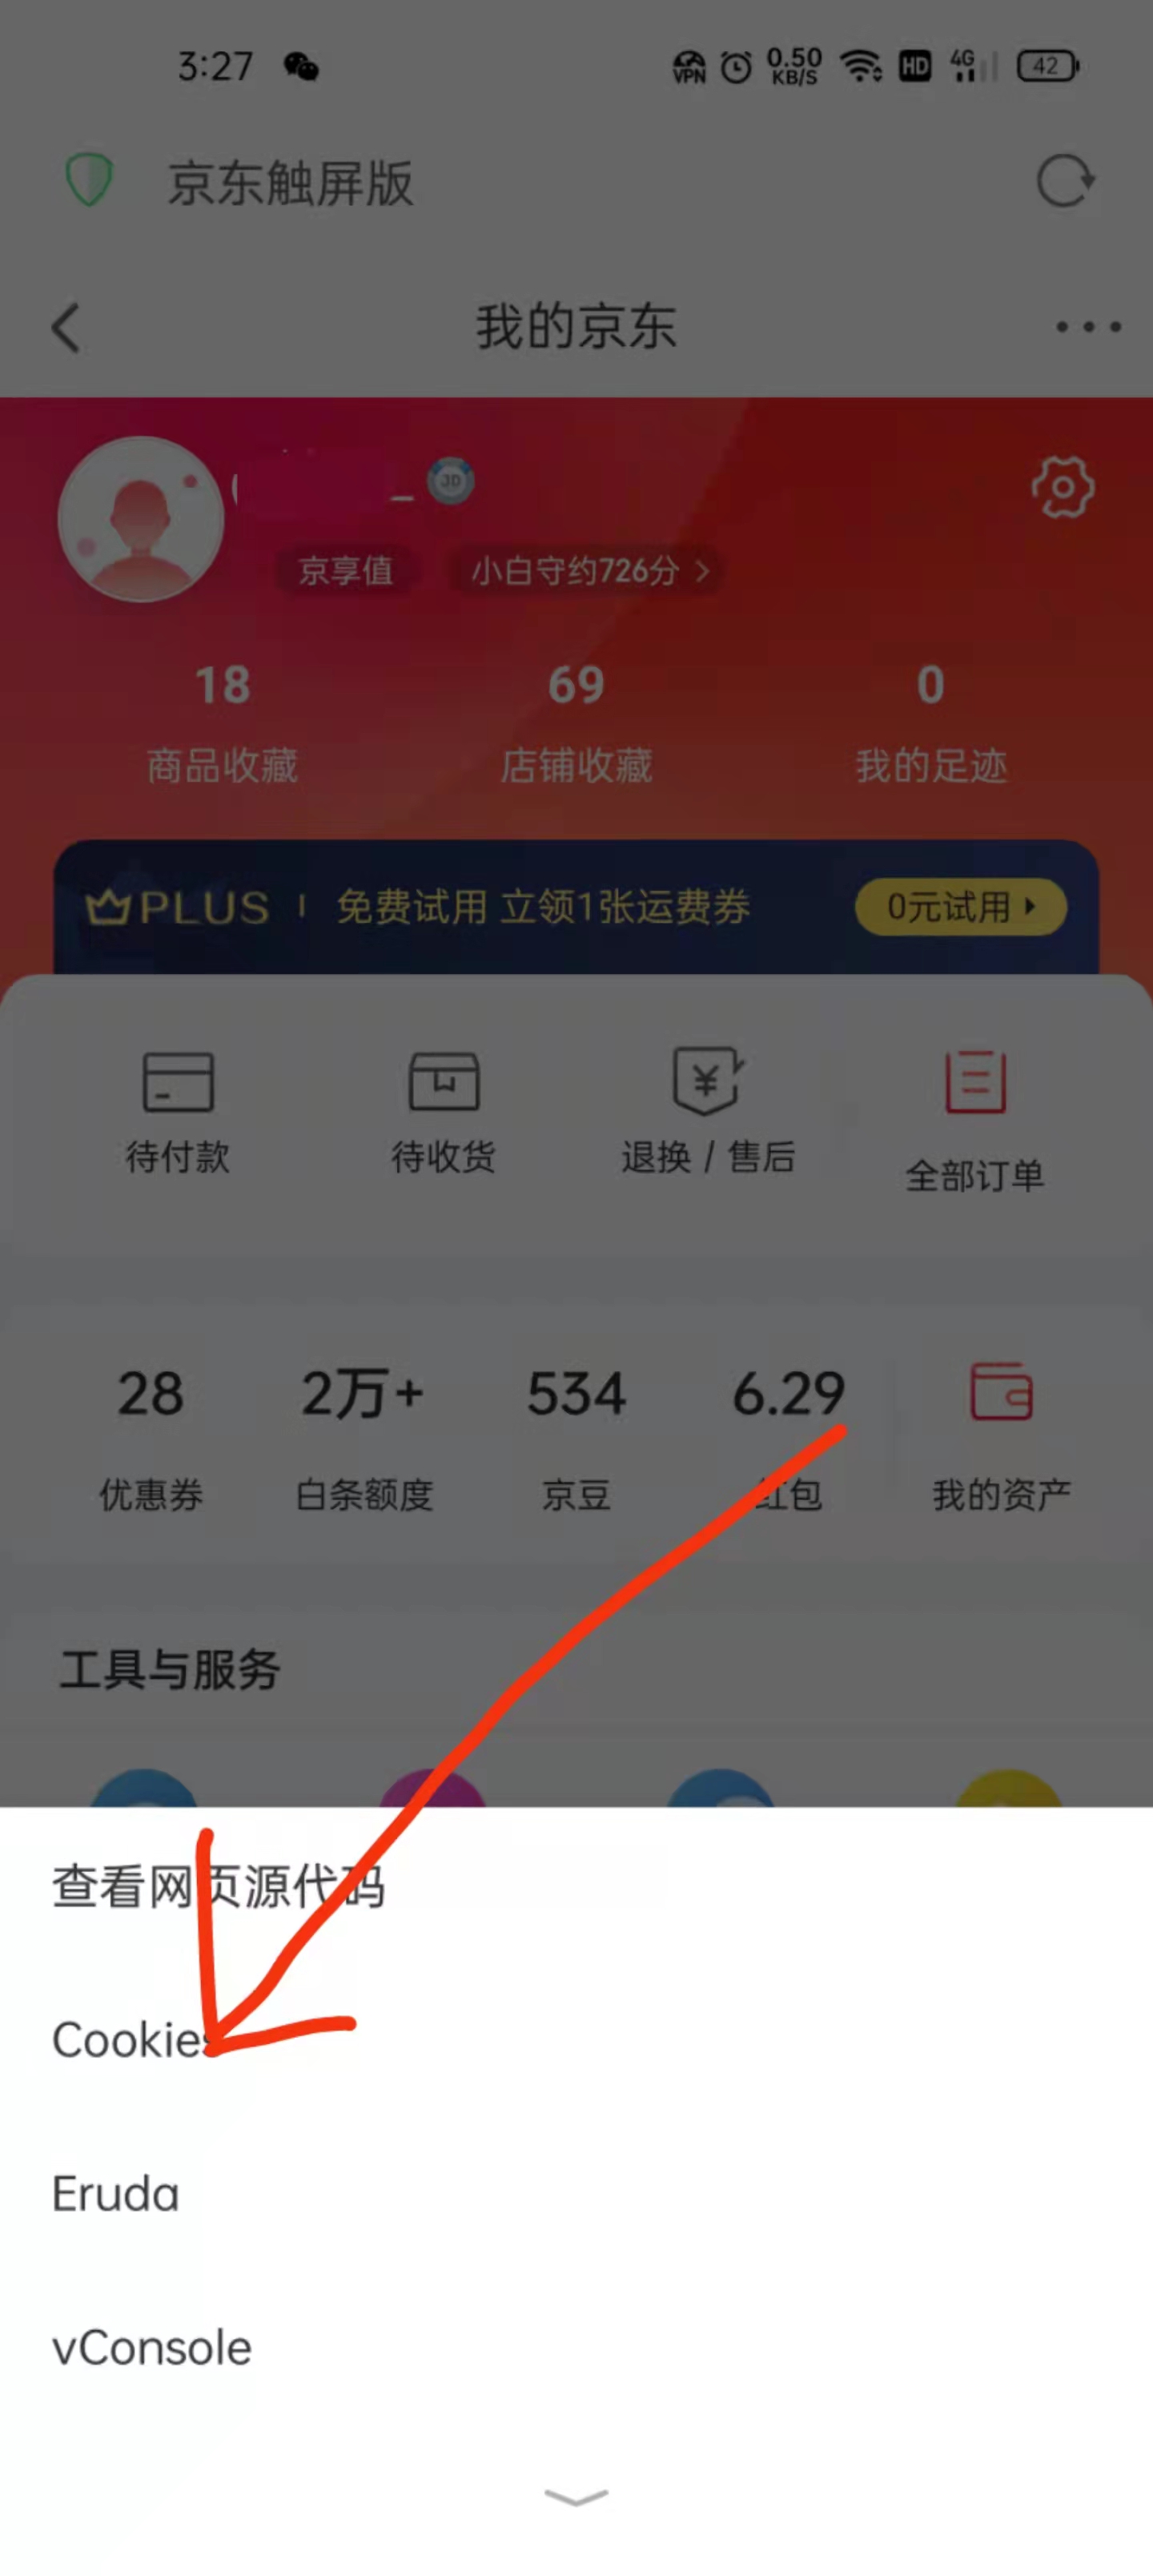 3:27 VPN 0.50 KB/S HD 4G 42
京东触屏版
我的京东
JD
京享值 小白守约726分
18 69 0
商品收藏 店铺收藏 我的足迹
PLUS 免费试用 立领1张运费券 0元试用
待付款 待收货 退换 / 售后 全部订单
28 2万+ 534 6.29
优惠券 白条额度 京豆 红包 我的资产
工具与服务
查看网页源代码
Cookies
Eruda
vConsole